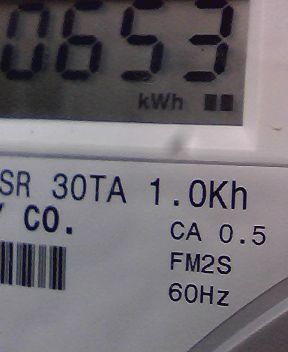 0653
kWh
SR 30TA 1.0Kh
Y CO.
CA 0.5
FM2S
60Hz